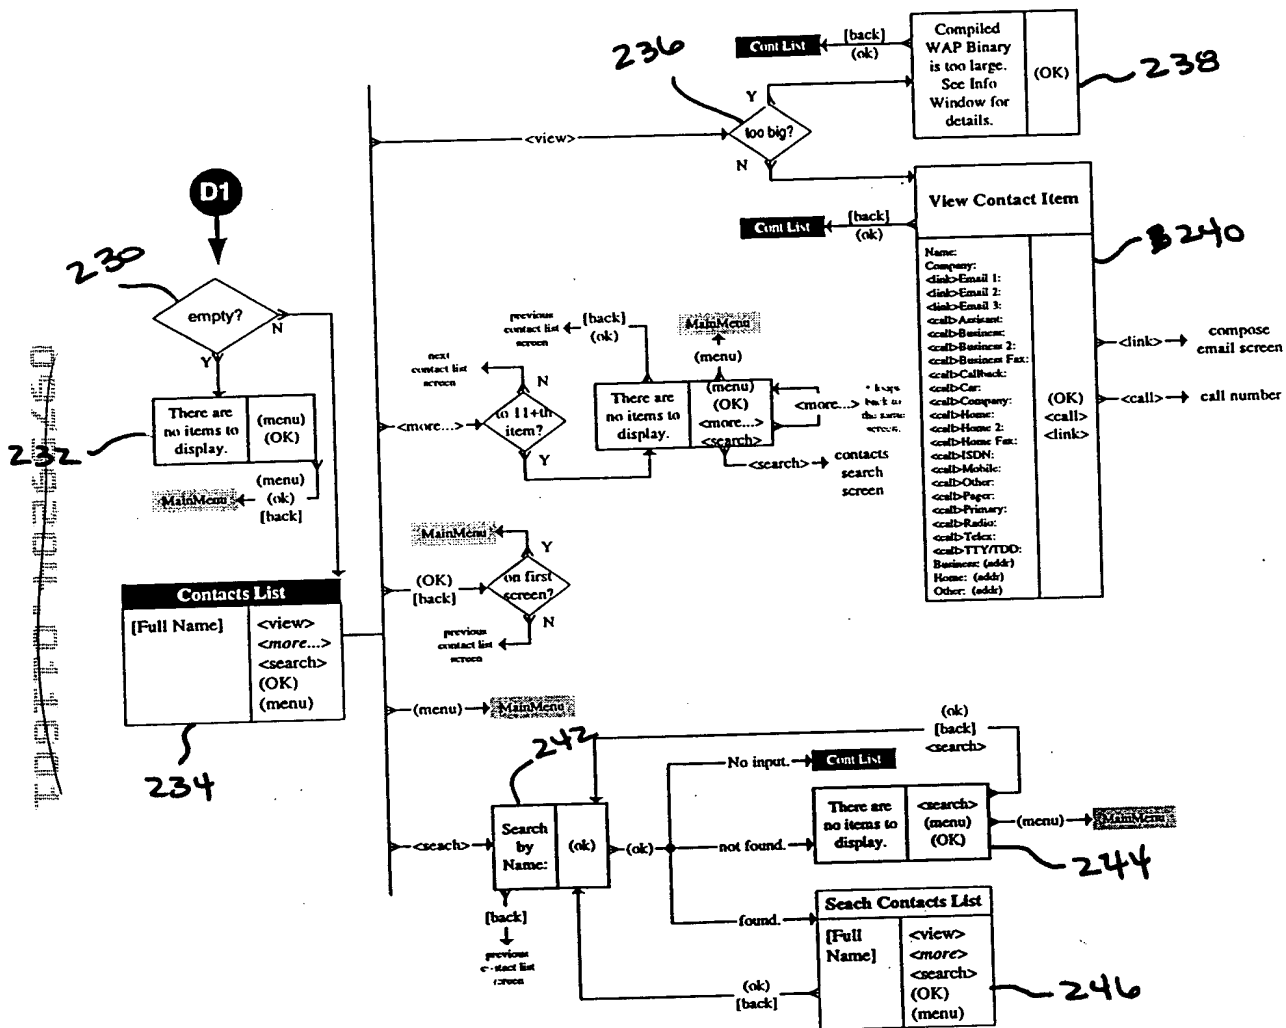 236
Cont List
[back]
(ok)
Compiled
WAP Binary
is too large.
See Info
Window for
details.
(OK)
238
Y
too big?
N
<view>
D1
230
empty?
N
Y
There are
no items to
display.
(menu)
(OK)
232
(menu)
(ok)
[back]
MainMenu
Contacts List
[Full Name]
<view>
<more...>
<search>
(OK)
(menu)
234
Cont List
[back]
(ok)
View Contact Item
240
Name:
Company:
<link>Email 1:
<link>Email 2:
<link>Email 3:
<call>Assistant:
<call>Business:
<call>Business 2:
<call>Business Fax:
<call>Callback:
<call>Car:
<call>Company:
<call>Home:
<call>Home 2:
<call>Home Fax:
<call>ISDN:
<call>Mobile:
<call>Other:
<call>Pager:
<call>Primary:
<call>Radio:
<call>Telex:
<call>TTY/TDD:
Business: (addr)
Home: (addr)
Other: (addr)
(OK)
<call>
<link>
<link>
compose
email screen
<call>
call number
previous
contact list
screen
[back]
(ok)
MainMenu
(menu)
next
contact list
screen
N
<more...>
to 11+th
item?
Y
There are
no items to
display.
(menu)
(OK)
<more...>
<search>
<more...>
* loops
back to
the same
screen.
<search>
contacts
search
screen
MainMenu
Y
(OK)
[back]
on first
screen?
N
previous
contact list
screen
(menu)
MainMenu
242
<seach>
Search
by
Name:
(ok)
(ok)
[back]
previous
screen
No input.
Cont List
(ok)
[back]
<search>
not found.
There are
no items to
display.
<search>
(menu)
(OK)
(menu)
MainMenu
244
found.
Seach Contacts List
[Full
Name]
<view>
<more>
<search>
(OK)
(menu)
246
(ok)
[back]